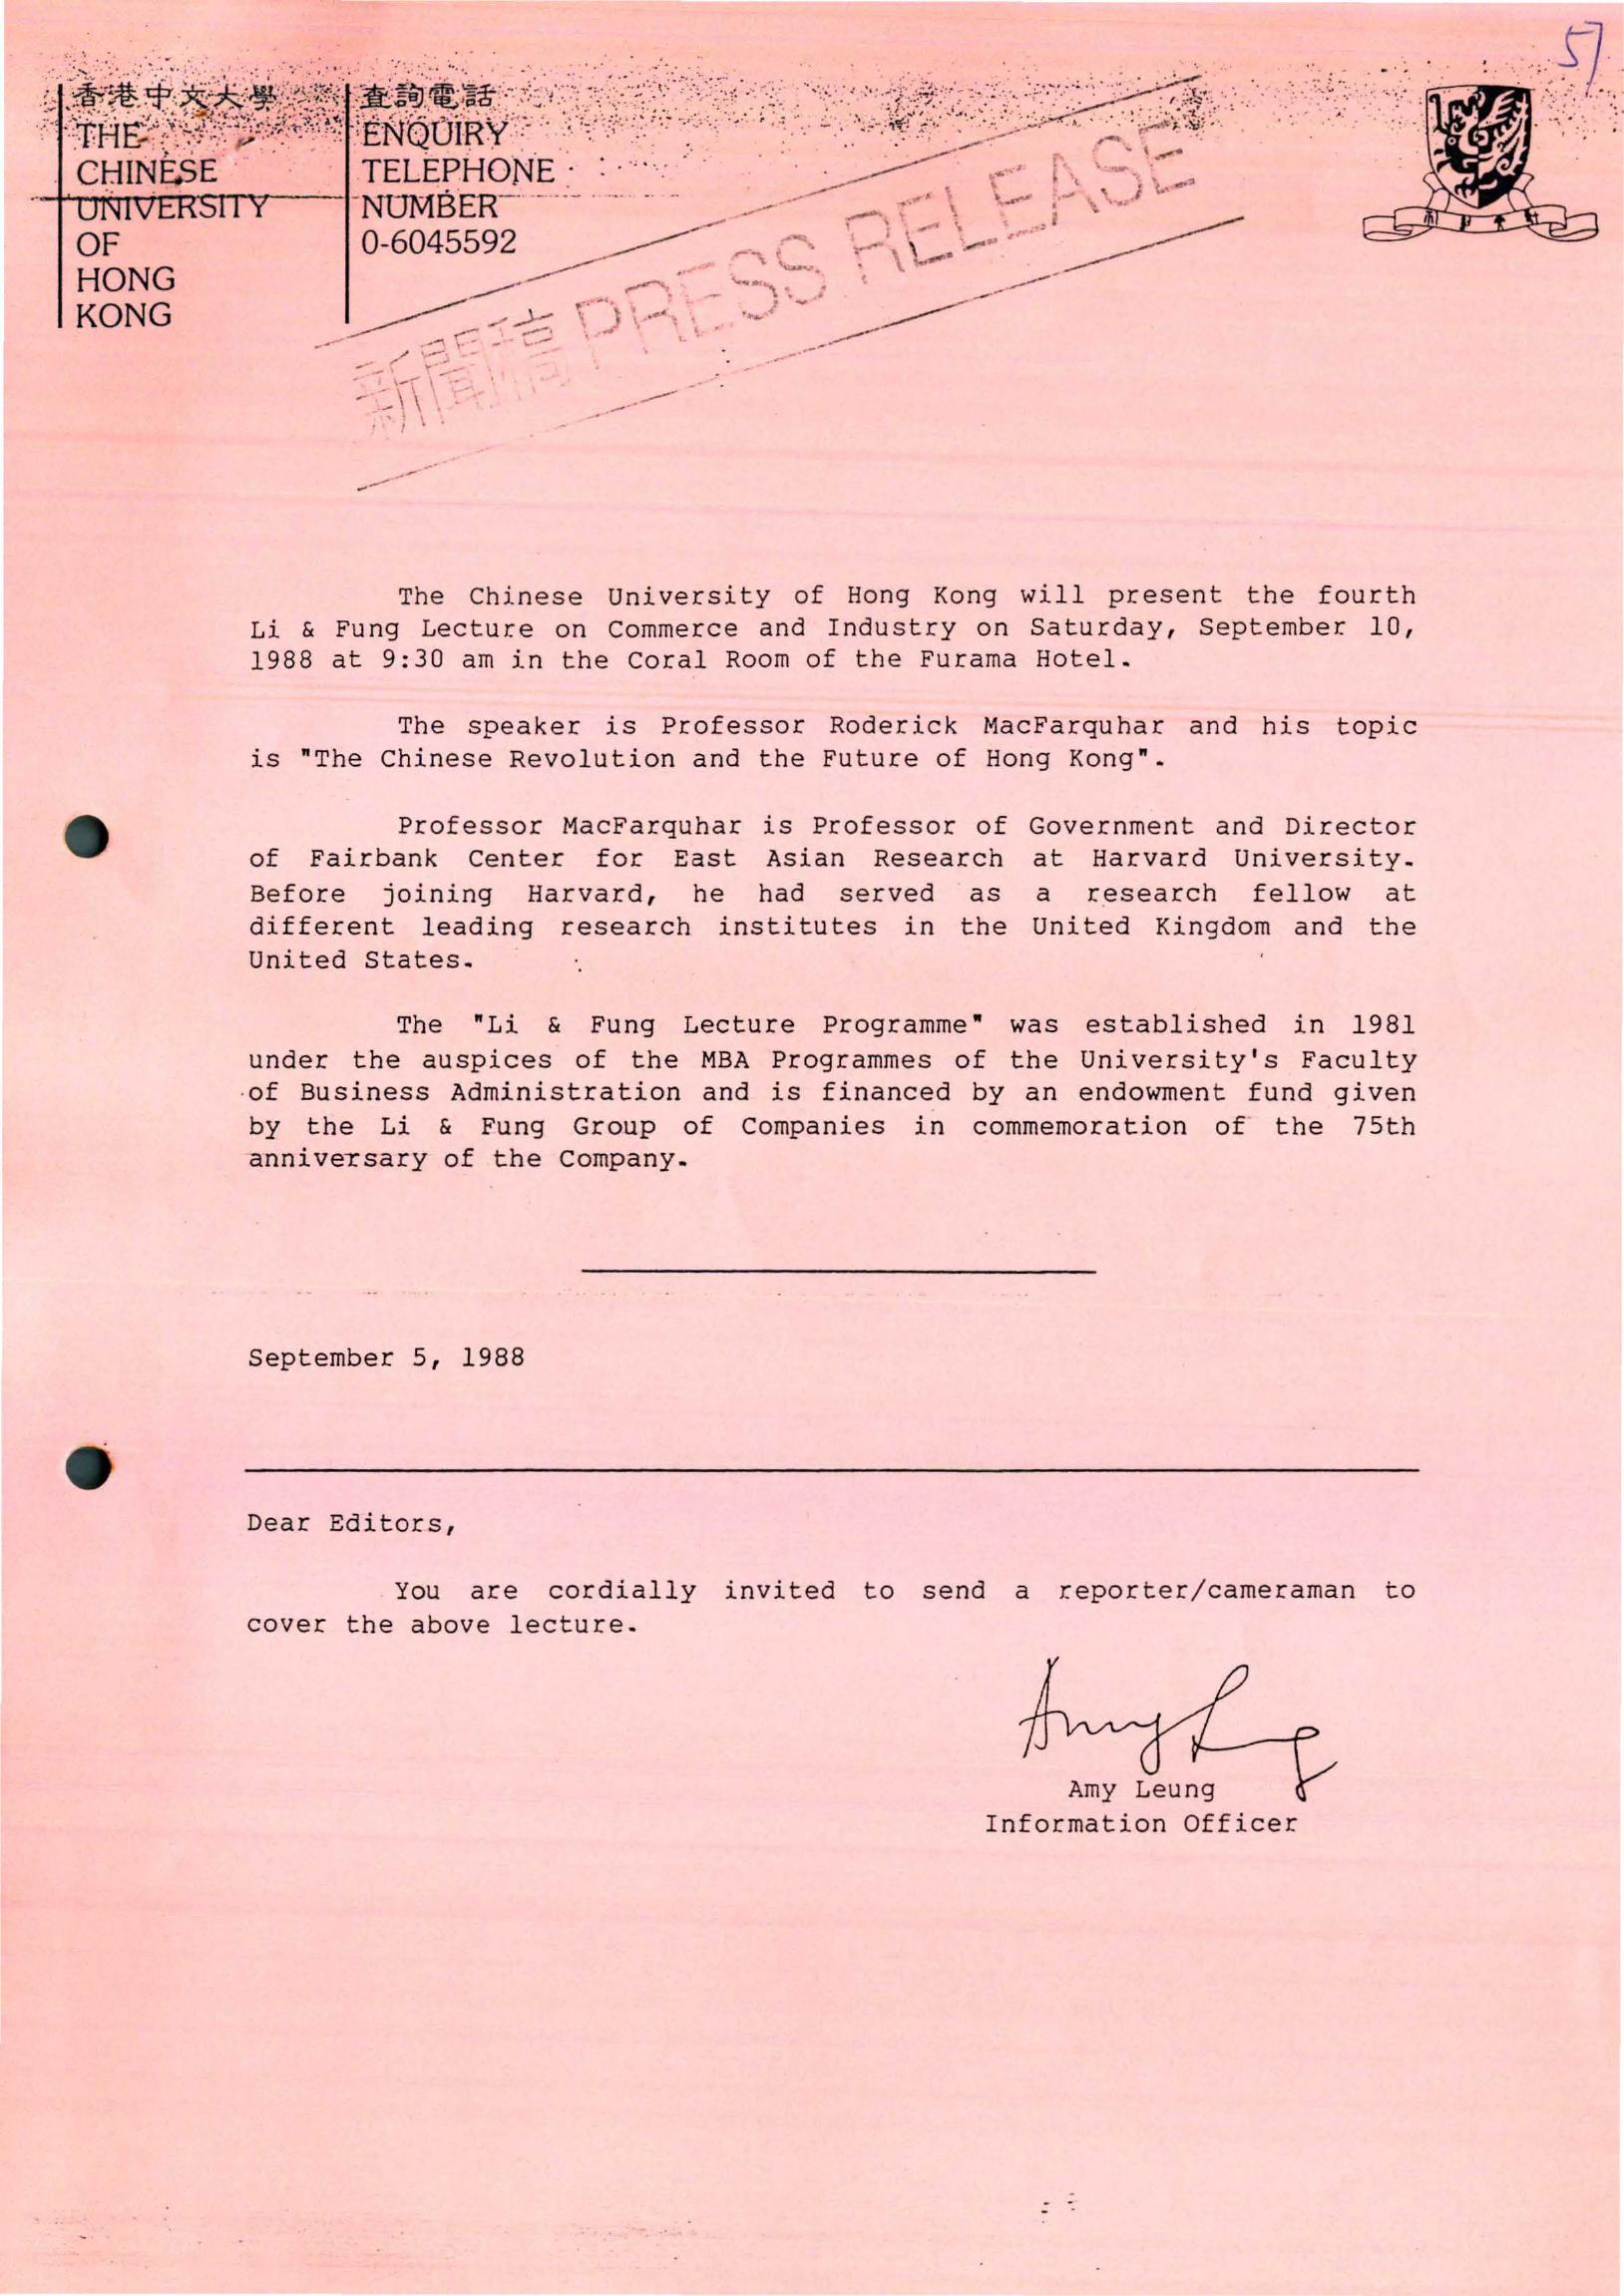 57
香港中文大學
THE
CHINESE
UNIVERSITY
OF
HONG
KONG
查詢電話
ENQUIRY
TELEPHONE
NUMBER
0-6045592
新聞稿 PRESS RELEASE
The Chinese University of Hong Kong will present the fourth
Li & Fung Lecture on Commerce and Industry on Saturday, September 10,
1988 at 9:30 am in the Coral Room of the Furama Hotel.
The speaker is Professor Roderick MacFarquhar and his topic
is "The Chinese Revolution and the Future of Hong Kong".
Professor MacFarquhar is Professor of Government and Director
of Fairbank Center for East Asian Research at Harvard University.
Before joining Harvard, he had served as a research fellow at
different leading research institutes in the United Kingdom and the
United States.
The "Li & Fung Lecture Programme" was established in 1981
under the auspices of the MBA Programmes of the University's Faculty
of Business Administration and is financed by an endowment fund given
by the Li & Fung Group of Companies in commemoration of the 75th
anniversary of the Company.
September 5, 1988
Dear Editors,
You are cordially invited to send a reporter/cameraman to
cover the above lecture.
Amy Leung
Amy Leung
Information Officer